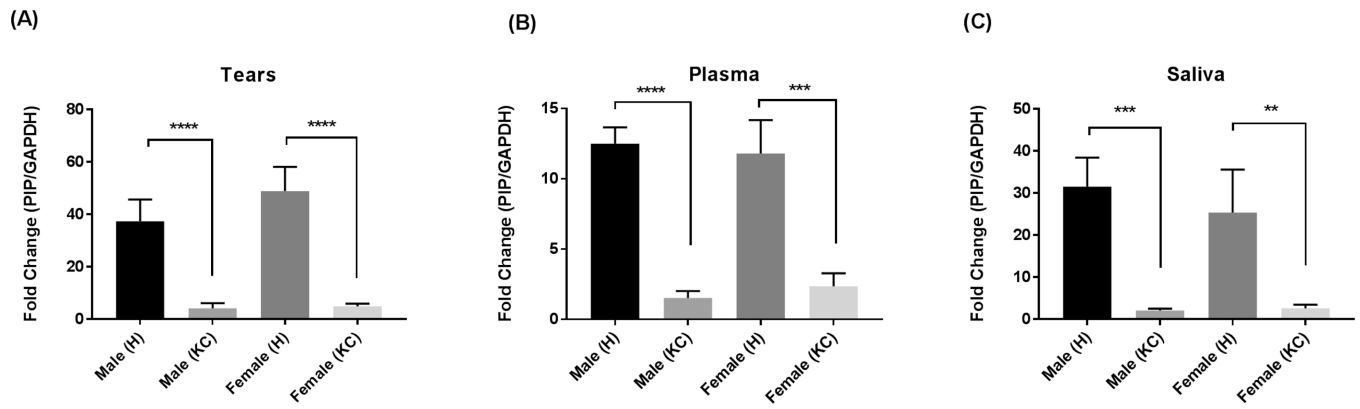 (A)
Tears
Fold Change (PIP/GAPDH)
80
60
40
20
0
****
****
Male (H)
Male (KC)
Female (H)
Female (KC)
(B)
Plasma
Fold Change (PIP/GAPDH)
15
10
5
0
****
***
Male (H)
Male (KC)
Female (H)
Female (KC)
(C)
Saliva
Fold Change (PIP/GAPDH)
50
40
30
20
10
0
***
**
Male (H)
Male (KC)
Female (H)
Female (KC)